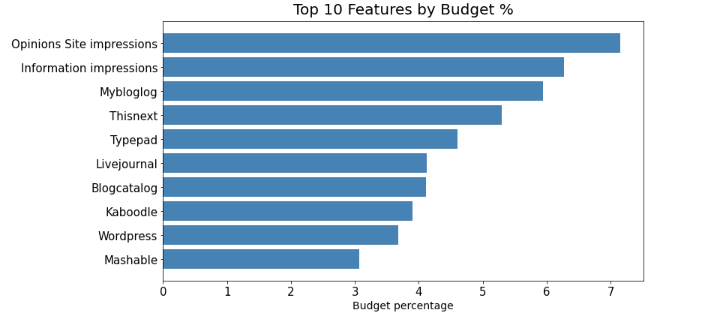 Top 10 Features by Budget %
Opinions Site impressions
Information impressions
Mybloglog
Thisnext
Typepad
Livejournal
Blogcatalog
Kaboodle
Wordpress
Mashable
0 1 2 3 4 5 6 7
Budget percentage